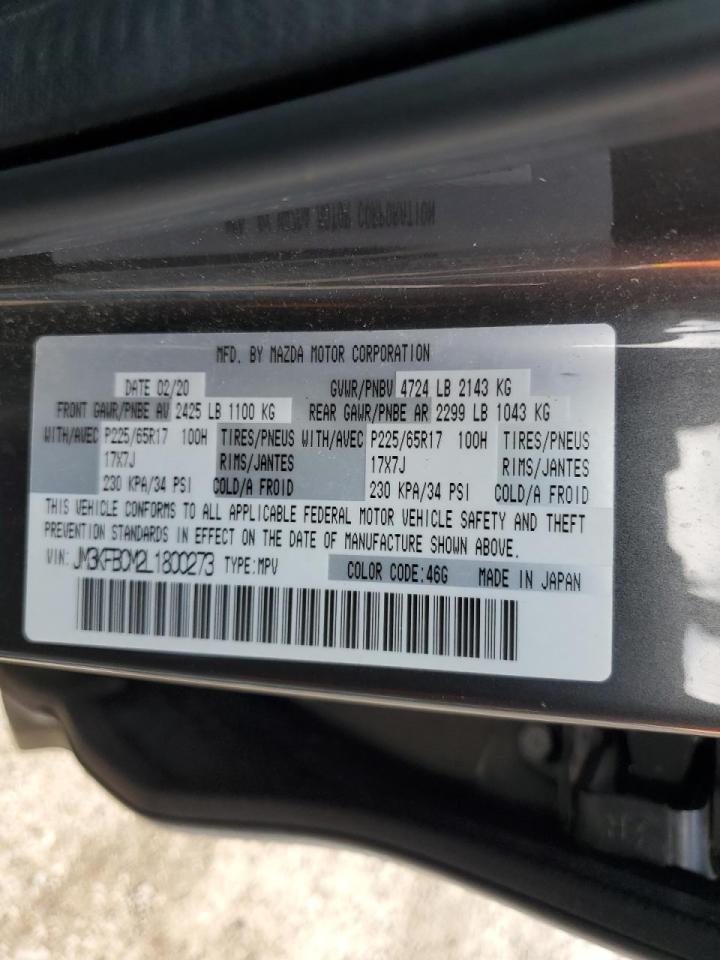 MFD. BY MAZDA MOTOR CORPORATION
DATE 02/20 GVWR/PNBV 4724 LB 2143 KG
FRONT GAWR/PNBE AV 2425 LB 1100 KG REAR GAWR/PNBE AR 2299 LB 1043 KG
WITH/AVEC P225/65R17 100H TIRES/PNEUS WITH/AVEC P225/65R17 100H TIRES/PNEUS
17X7J RIMS/JANTES 17X7J RIMS/JANTES
230 KPA/34 PSI COLD/A FROID 230 KPA/34 PSI COLD/A FROID
THIS VEHICLE CONFORMS TO ALL APPLICABLE FEDERAL MOTOR VEHICLE SAFETY AND THEFT
PREVENTION STANDARDS IN EFFECT ON THE DATE OF MANUFACTURE SHOWN ABOVE.
VIN: JM3KFBCM2L1800273 TYPE:MPV COLOR CODE:46G MADE IN JAPAN